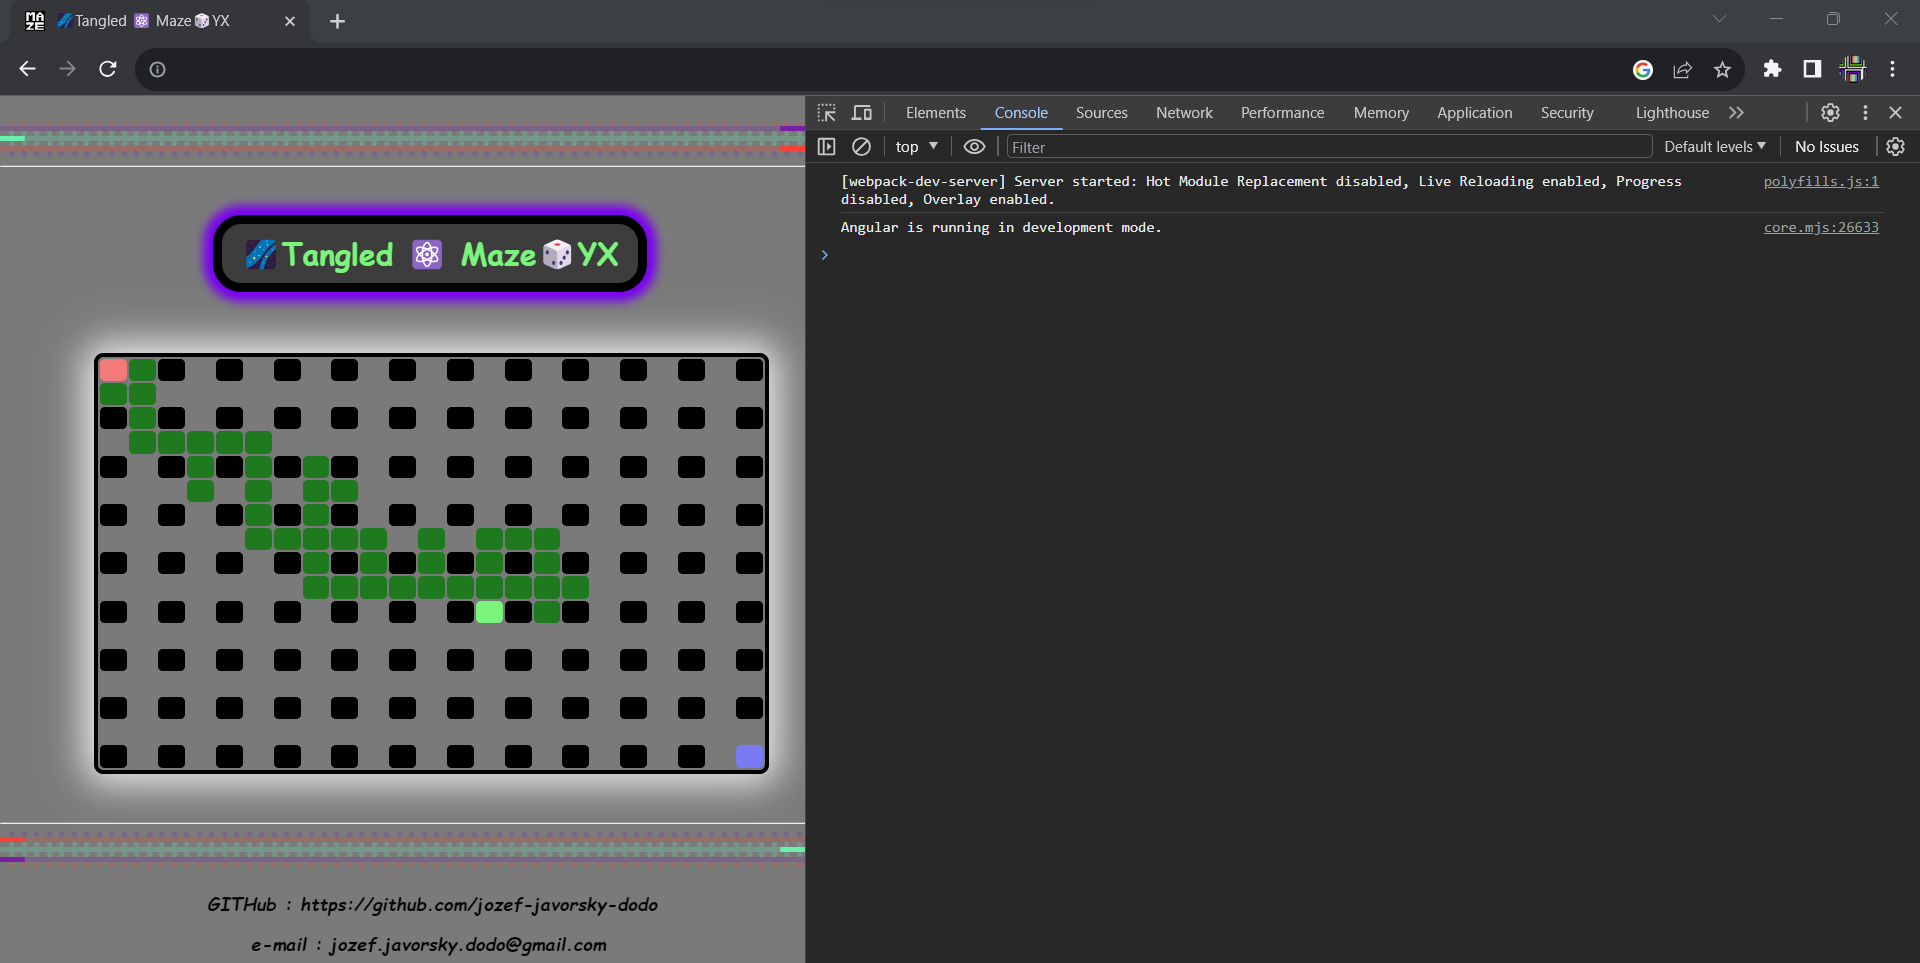 MA
ZE
🌌Tangled ⚛ Maze🎲YX
top
Filter
Default levels
No Issues
Elements
Console
Sources
Network
Performance
Memory
Application
Security
Lighthouse
[webpack-dev-server] Server started: Hot Module Replacement disabled, Live Reloading enabled, Progress
disabled, Overlay enabled.
polyfills.js:1
Angular is running in development mode.
core.mjs:26633
🌌Tangled ⚛ Maze🎲YX
GITHub : https://github.com/jozef-javorsky-dodo
e-mail : jozef.javorsky.dodo@gmail.com